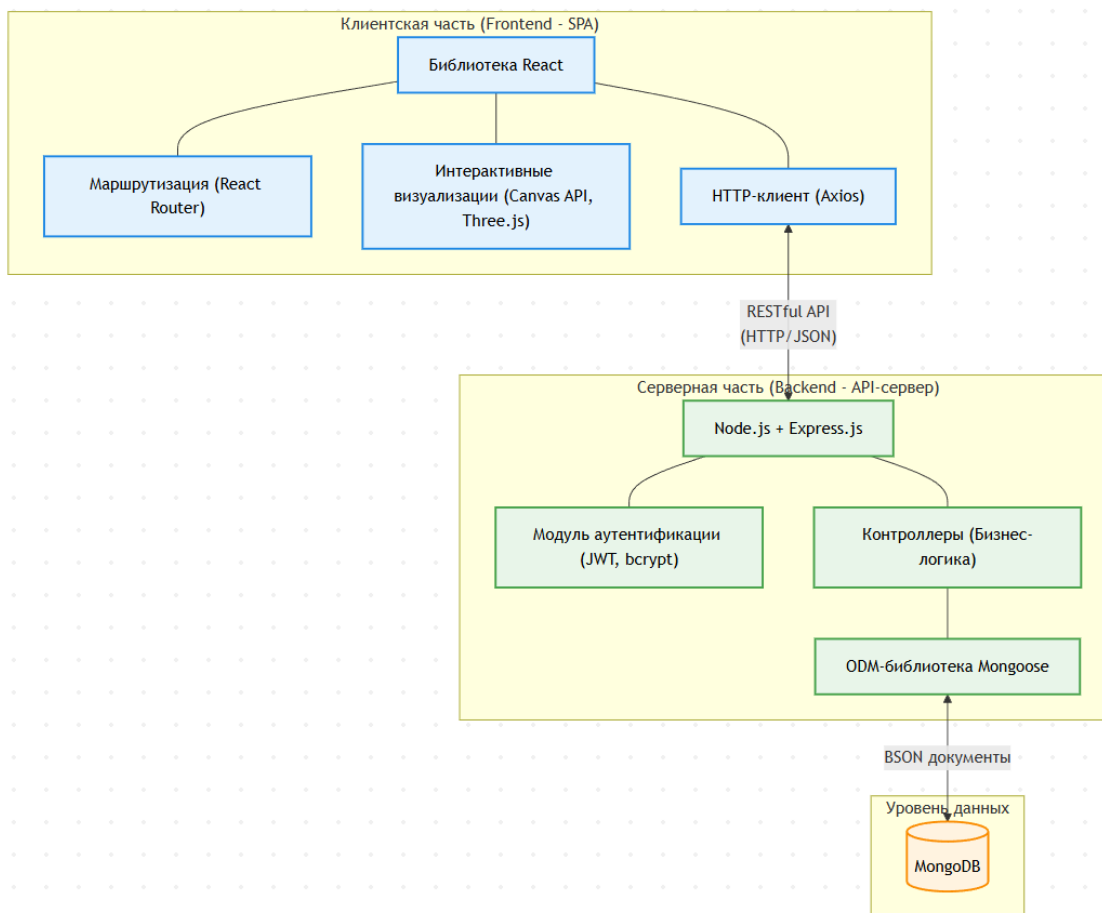 Клиентская часть (Frontend - SPA)
Библиотека React
Маршрутизация (React
Router)
Интерактивные
визуализации (Canvas API,
Three.js)
HTTP-клиент (Axios)
RESTful API
(HTTP/JSON)
Серверная часть (Backend - API-сервер)
Node.js + Express.js
Модуль аутентификации
(JWT, bcrypt)
Контроллеры (Бизнес-
логика)
ODM-библиотека Mongoose
BSON документы
Уровень данных
MongoDB